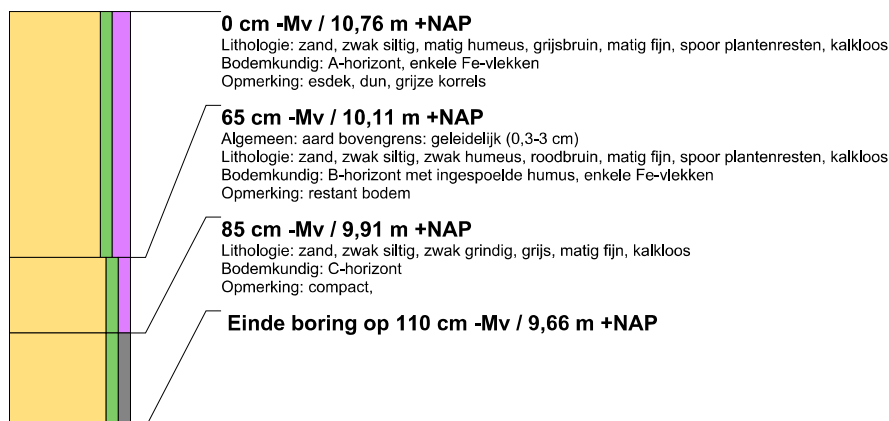 0 cm -Mv / 10,76 m +NAP
Lithologie: zand, zwak siltig, matig humeus, grijsbruin, matig fijn, spoor plantenresten, kalkloos
Bodemkundig: A-horizont, enkele Fe-vlekken
Opmerking: esdek, dun, grijze korrels
65 cm -Mv / 10,11 m +NAP
Algemeen: aard bovengrens: geleidelijk (0,3-3 cm)
Lithologie: zand, zwak siltig, zwak humeus, roodbruin, matig fijn, spoor plantenresten, kalkloos
Bodemkundig: B-horizont met ingespoelde humus, enkele Fe-vlekken
Opmerking: restant bodem
85 cm -Mv / 9,91 m +NAP
Lithologie: zand, zwak siltig, zwak grindig, grijs, matig fijn, kalkloos
Bodemkundig: C-horizont
Opmerking: compact,
Einde boring op 110 cm -Mv / 9,66 m +NAP